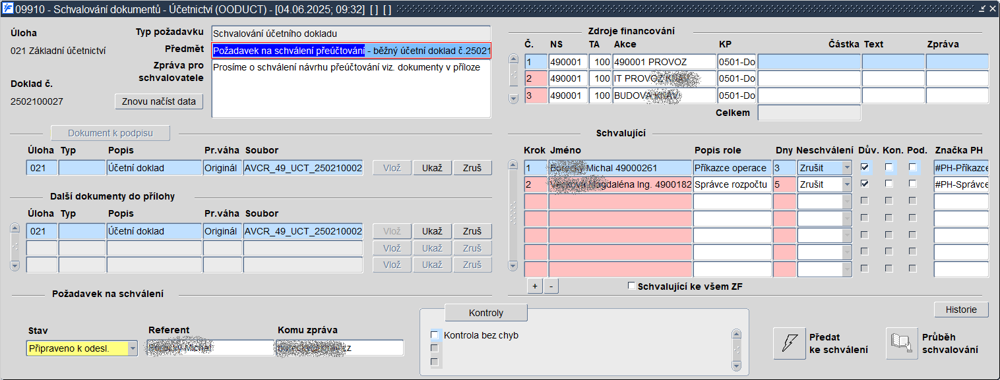 09910 - Schvalování dokumentů - Účetnictví (OODUCT) - [04.06.2025; 09:32] [ ] [ ]
Úloha
021 Základní účetnictví
Doklad č.
2502100027
Typ požadavku Schvalování účetního dokladu
Předmět Požadavek na schválení přeúčtování - běžný účetní doklad č.25021
Zpráva pro schvalovatele Prosíme o schválení návrhu přeúčtování viz. dokumenty v příloze
Znovu načíst data
Zdroje financování
Č. NS TA Akce KP Částka Text Zpráva
1 490001 100 490001 PROVOZ 0501-Do
2 490001 100 IT PROVOZ KNAV 0501-Do
3 490001 100 BUDOVA KNAV 0501-Do
Celkem
Dokument k podpisu
Úloha Typ Popis Pr.váha Soubor
021 Účetní doklad Originál AVCR_49_UCT_250210002 Vlož Ukaž Zruš
Další dokumenty do přílohy
Úloha Typ Popis Pr.váha Soubor
021 Účetní doklad Originál AVCR_49_UCT_250210002 Vlož Ukaž Zruš
Vlož Ukaž Zruš
Vlož Ukaž Zruš
Schvalující
Krok Jméno Popis role Dny Neschválení Dův. Kon. Pod. Značka PH
1 Michal 49000261 Příkazce operace 3 Zrušit #PH-Příkazce
2 Magdaléna Ing. 4900182 Správce rozpočtu 5 Zrušit #PH-Správce
+ -
Schvalující ke všem ZF
Požadavek na schválení
Stav
Připraveno k odesl.
Referent
Michal
Komu zpráva
Kontroly
Kontrola bez chyb
Historie
Předat
ke schválení
Průběh
schvalování